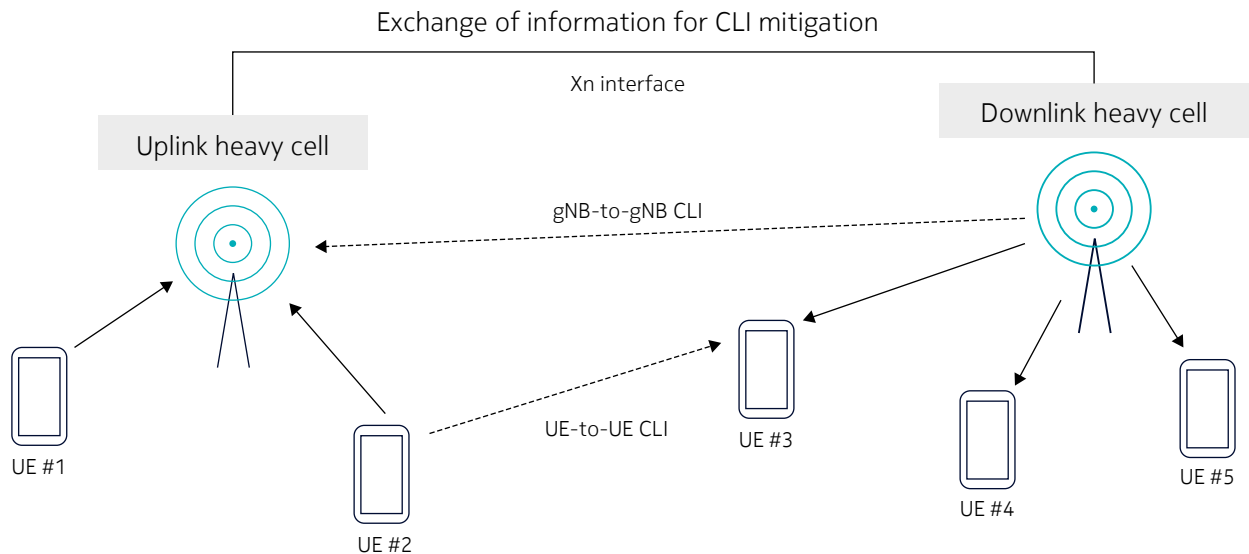 Exchange of information for CLI mitigation
Xn interface
Uplink heavy cell
Downlink heavy cell
gNB-to-gNB CLI
UE-to-UE CLI
UE #1
UE #2
UE #3
UE #4
UE #5